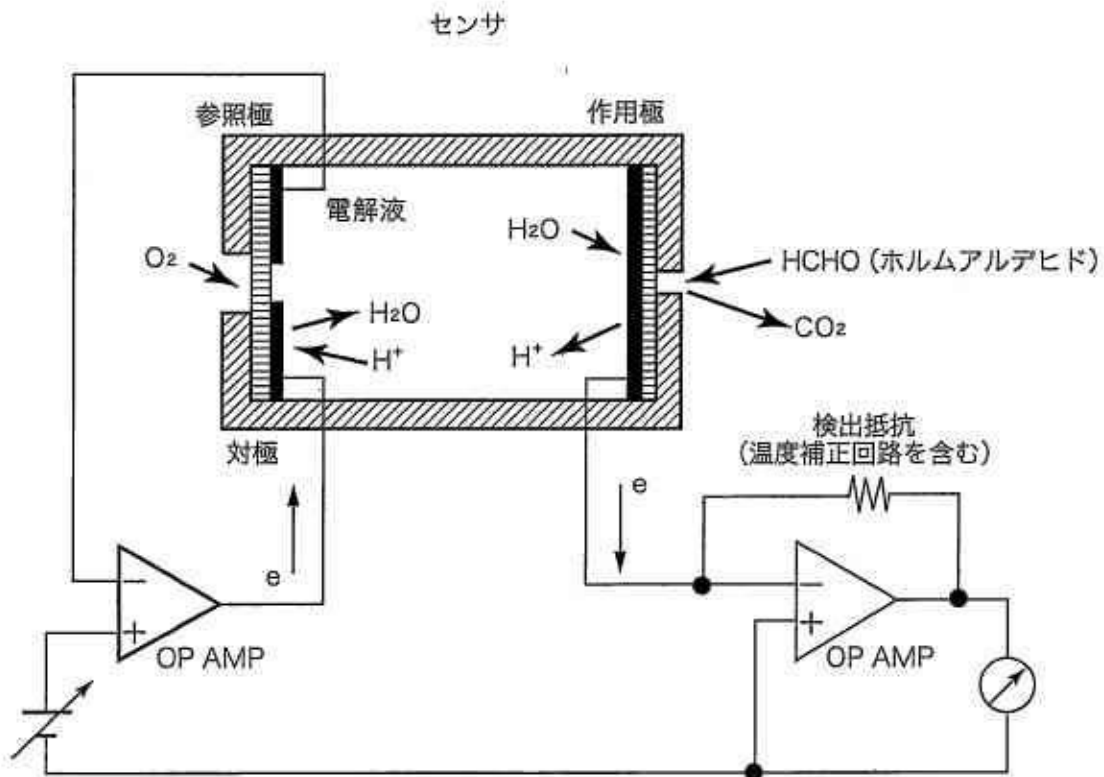 センサ
参照極
作用極
電解液
O₂
H₂O
HCHO（ホルムアルデヒド）
H₂O
CO₂
H⁺
H⁺
対極
検出抵抗
（温度補正回路を含む）
e
e
−
+
OP AMP
−
+
OP AMP